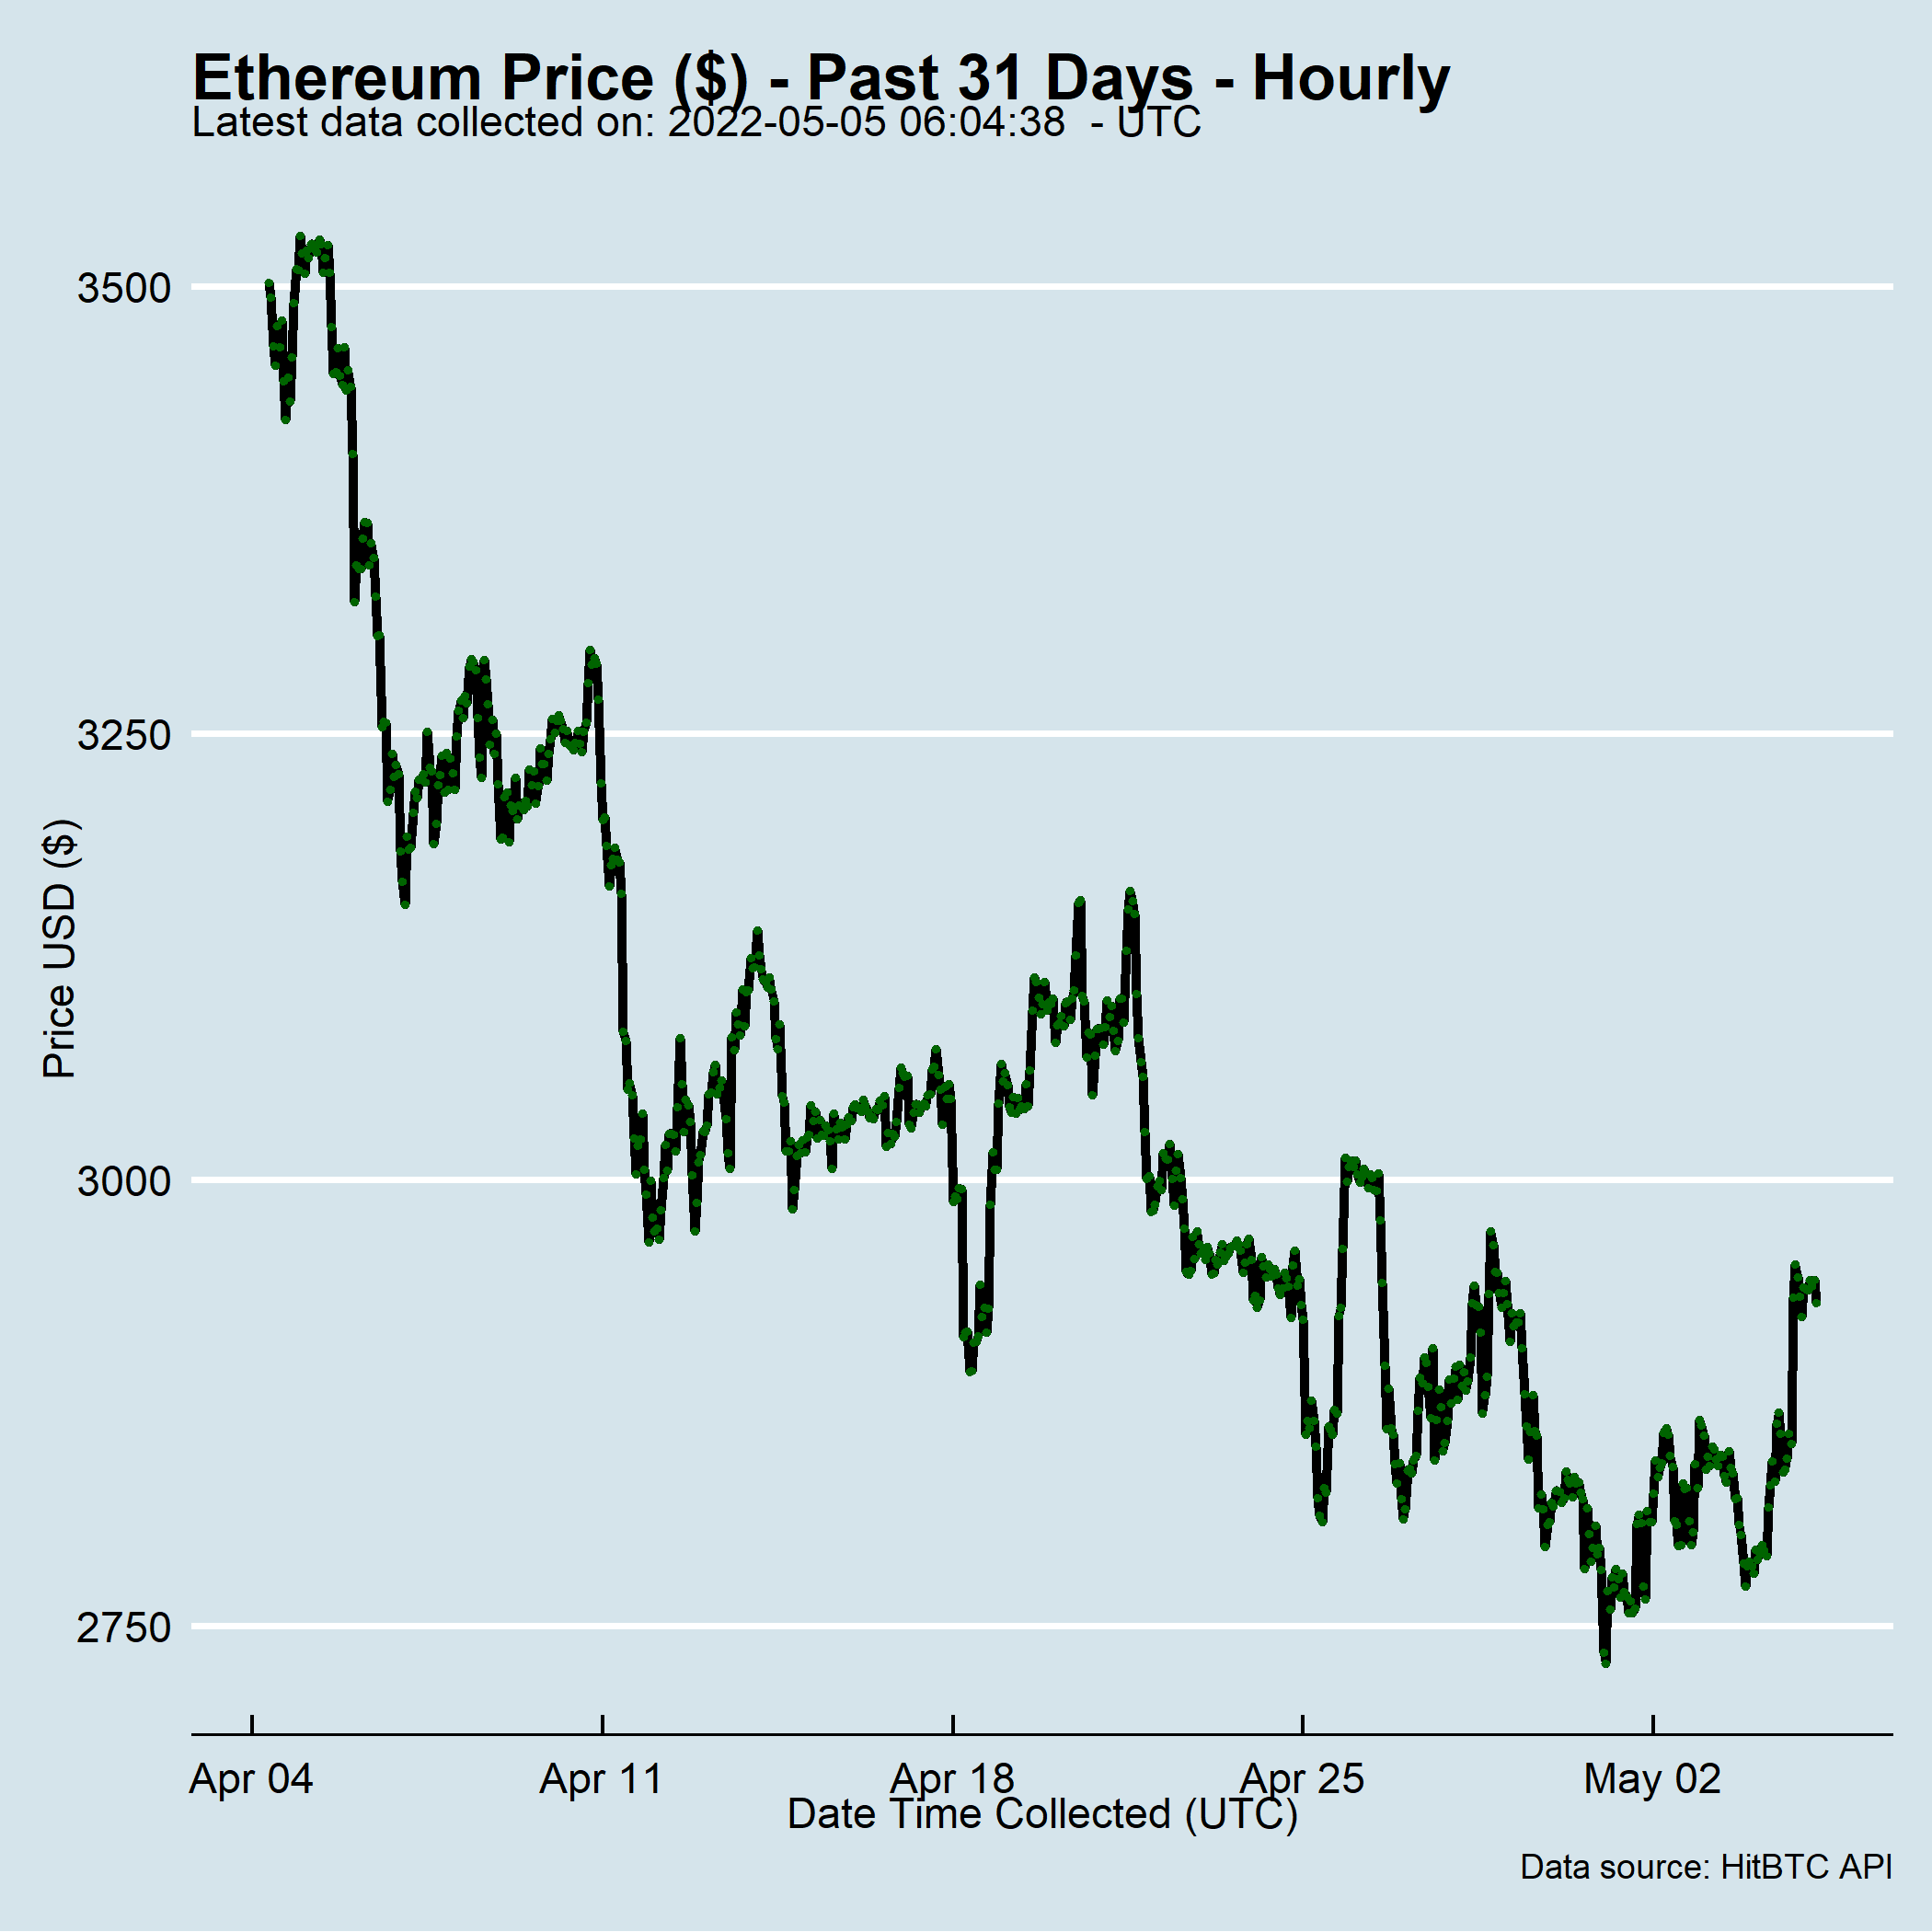 Ethereum Price ($) - Past 31 Days - Hourly
Latest data collected on: 2022-05-05 06:04:38  - UTC
3500
3250
3000
2750
Price USD ($)
Apr 04
Apr 11
Apr 18
Apr 25
May 02
Date Time Collected (UTC)
Data source: HitBTC API